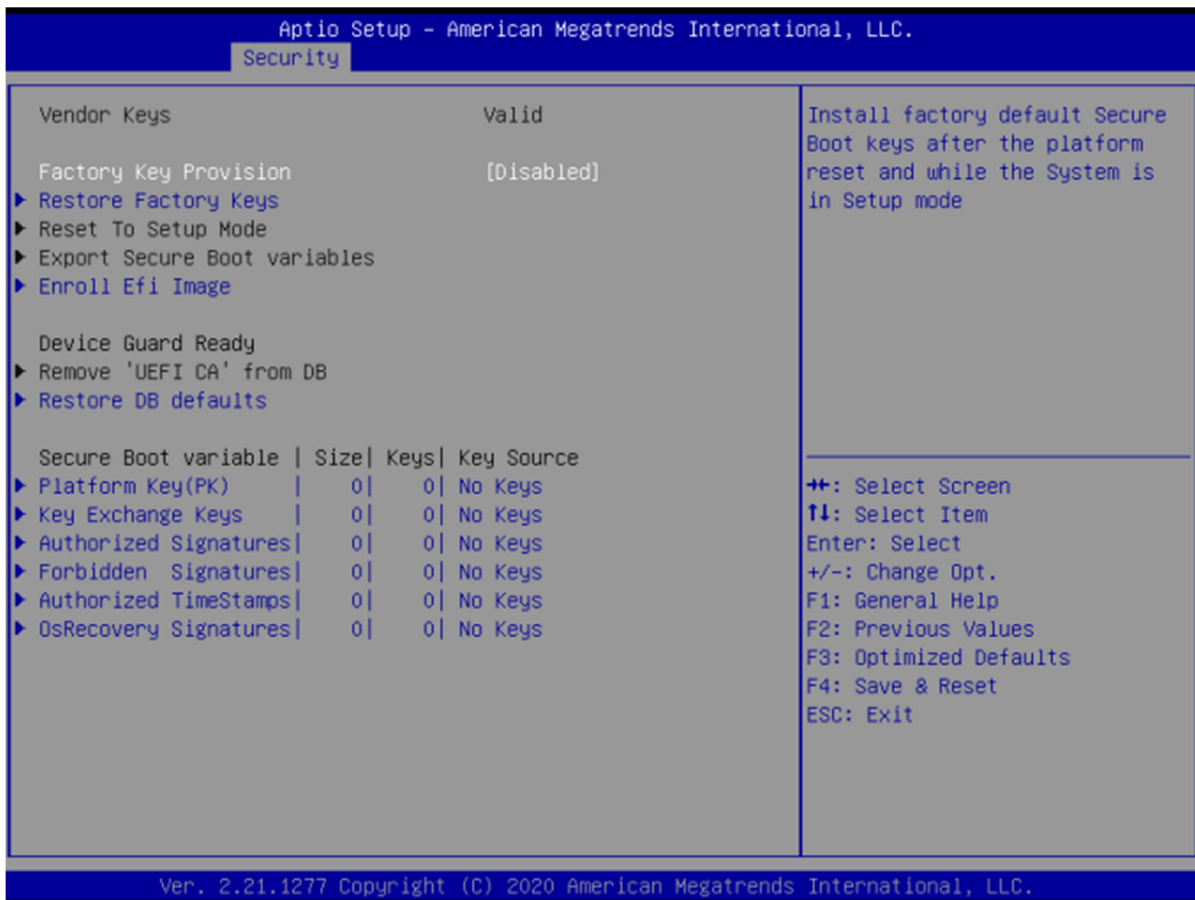 Aptio Setup – American Megatrends International, LLC.
Security
Vendor Keys Valid
Factory Key Provision [Disabled]
Restore Factory Keys
Reset To Setup Mode
Export Secure Boot variables
Enroll Efi Image
Device Guard Ready
Remove 'UEFI CA' from DB
Restore DB defaults
Secure Boot variable | Size| Keys| Key Source
Platform Key(PK) | 0| 0| No Keys
Key Exchange Keys | 0| 0| No Keys
Authorized Signatures| 0| 0| No Keys
Forbidden Signatures| 0| 0| No Keys
Authorized TimeStamps| 0| 0| No Keys
OsRecovery Signatures| 0| 0| No Keys
Install factory default Secure
Boot keys after the platform
reset and while the System is
in Setup mode
→←: Select Screen
↑↓: Select Item
Enter: Select
+/-: Change Opt.
F1: General Help
F2: Previous Values
F3: Optimized Defaults
F4: Save & Reset
ESC: Exit
Ver. 2.21.1277 Copyright (C) 2020 American Megatrends International, LLC.